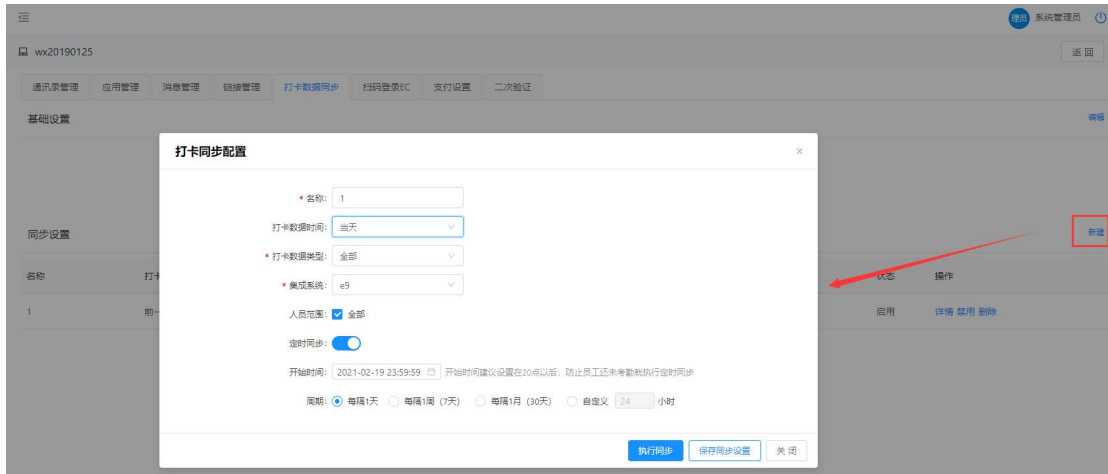 理员 系统管理员
wx20190125 返 回
通讯录管理 应用管理 消息管理 链接管理 打卡数据同步 扫码登录EC 支付设置 二次验证
基础设置 编辑
打卡同步配置
* 名称: 1
打卡数据时间: 当天
同步设置 新建
* 打卡数据类型: 全部
名称 打卡 状态 操作
* 集成系统: e9
1 前一 启用 详情 禁用 删除
人员范围: 全部
定时同步:
开始时间: 2021-02-19 23:59:59 开始时间建议设置在20点以后，防止员工还未考勤就执行定时同步
周期: 每隔1天 每隔1周 (7天) 每隔1月 (30天) 自定义 24 小时
执行同步 保存同步设置 关 闭